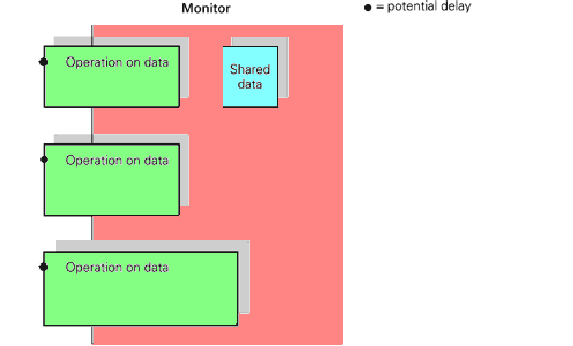 Monitor
● = potential delay
Operation on data
Shared
data
Operation on data
Operation on data